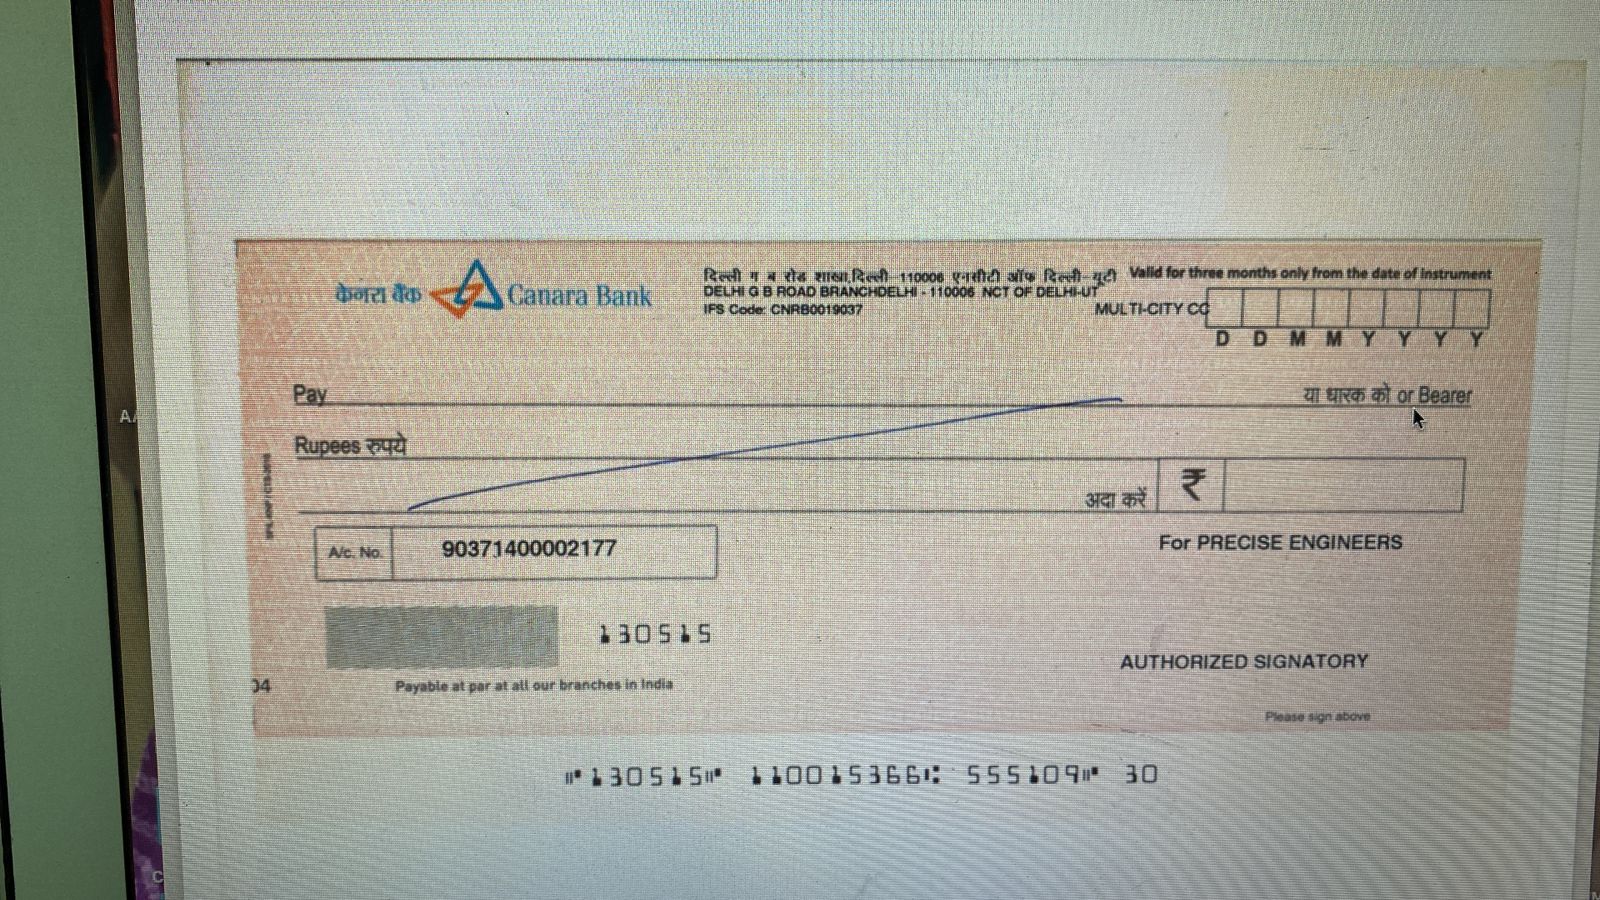 केनरा बैंक Canara Bank
दिल्ली ग ब रोड शाखा,दिल्ली -110006 एनसीटी ऑफ दिल्ली-यूटी
DELHI G B ROAD BRANCHDELHI - 110006 NCT OF DELHI-UT
IFS Code: CNRB0019037
Valid for three months only from the date of instrument
MULTI-CITY CC
D D M M Y Y Y Y
Pay
या धारक को or Bearer
Rupees रुपये
अदा करें ₹
A/c. No. 90371400002177
For PRECISE ENGINEERS
130515
AUTHORIZED SIGNATORY
04
Payable at par at all our branches in India
Please sign above
⑈130515⑈ 110015366⑆ 555109⑈ 30